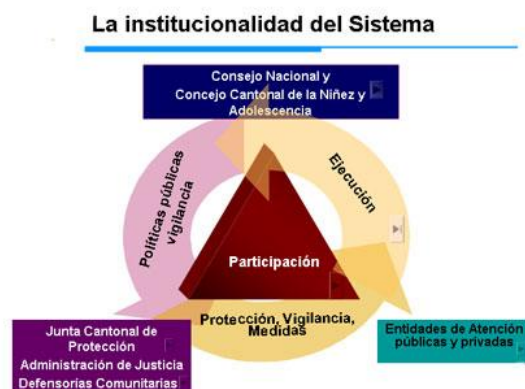 La institucionalidad del Sistema
Consejo Nacional y
Concejo Cantonal de la Niñez y
Adolescencia
Políticas públicas
vigilancia
Ejecución
Participación
Protección, Vigilancia,
Medidas
Junta Cantonal de
Protección
Administración de Justicia
Defensorías Comunitarias
Entidades de Atención
públicas y privadas